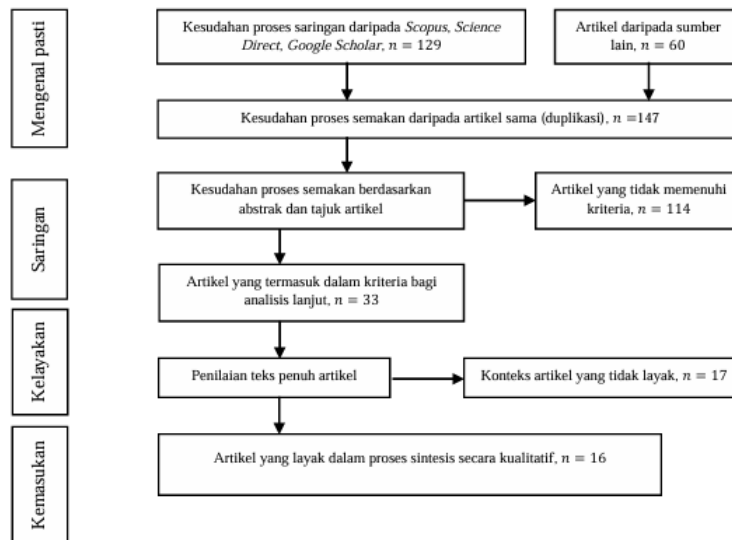 Mengenal pasti
Kesudahan proses saringan daripada Scopus, Science
Direct, Google Scholar, n = 129
Artikel daripada sumber
lain, n = 60
Kesudahan proses semakan daripada artikel sama (duplikasi), n =147
Saringan
Kesudahan proses semakan berdasarkan
abstrak dan tajuk artikel
Artikel yang tidak memenuhi
kriteria, n = 114
Artikel yang termasuk dalam kriteria bagi
analisis lanjut, n = 33
Kelayakan
Penilaian teks penuh artikel
Konteks artikel yang tidak layak, n = 17
Kemasukan
Artikel yang layak dalam proses sintesis secara kualitatif, n = 16